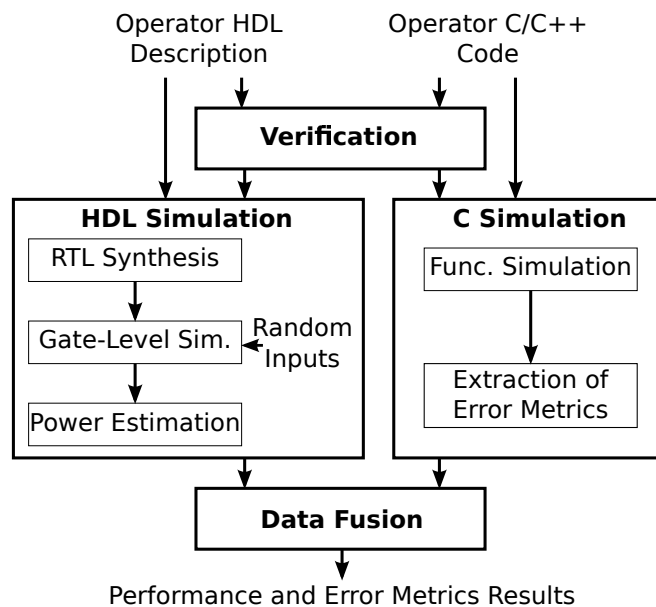 Operator HDL
Description
Operator C/C++
Code
Verification
HDL Simulation
RTL Synthesis
Gate-Level Sim.
Random
Inputs
Power Estimation
C Simulation
Func. Simulation
Extraction of
Error Metrics
Data Fusion
Performance and Error Metrics Results